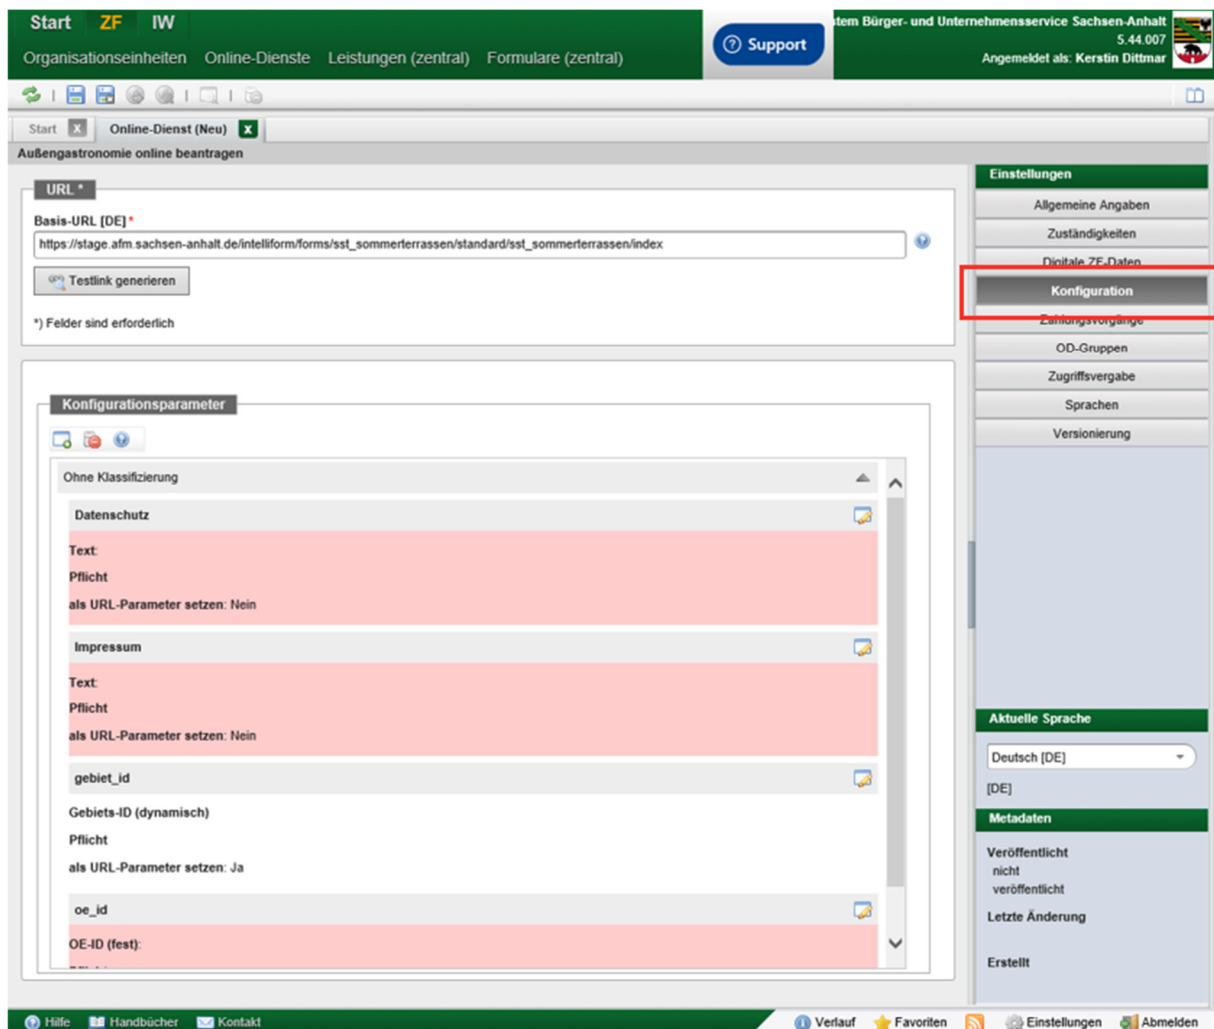 Start ZF IW
Organisationseinheiten Online-Dienste Leistungen (zentral) Formulare (zentral)
Support
tem Bürger- und Unternehmensservice Sachsen-Anhalt
5.44.007
Angemeldet als: Kerstin Dittmar
Start x Online-Dienst (Neu) x
Außengastronomie online beantragen
URL *
Basis-URL [DE] *
https://stage.afm.sachsen-anhalt.de/intelliform/forms/sst_sommerterrassen/standard/sst_sommerterrassen/index
Testlink generieren
*) Felder sind erforderlich
Konfigurationsparameter
Ohne Klassifizierung
Datenschutz
Text:
Pflicht
als URL-Parameter setzen: Nein
Impressum
Text:
Pflicht
als URL-Parameter setzen: Nein
gebiet_id
Gebiets-ID (dynamisch)
Pflicht
als URL-Parameter setzen: Ja
oe_id
OE-ID (fest):
Einstellungen
Allgemeine Angaben
Zuständigkeiten
Digitale ZF-Daten
Konfiguration
Zahlungsvorgänge
OD-Gruppen
Zugriffsvergabe
Sprachen
Versionierung
Aktuelle Sprache
Deutsch [DE]
[DE]
Metadaten
Veröffentlicht
nicht
veröffentlicht
Letzte Änderung
Erstellt
Hilfe Handbücher Kontakt Verlauf Favoriten Einstellungen Abmelden